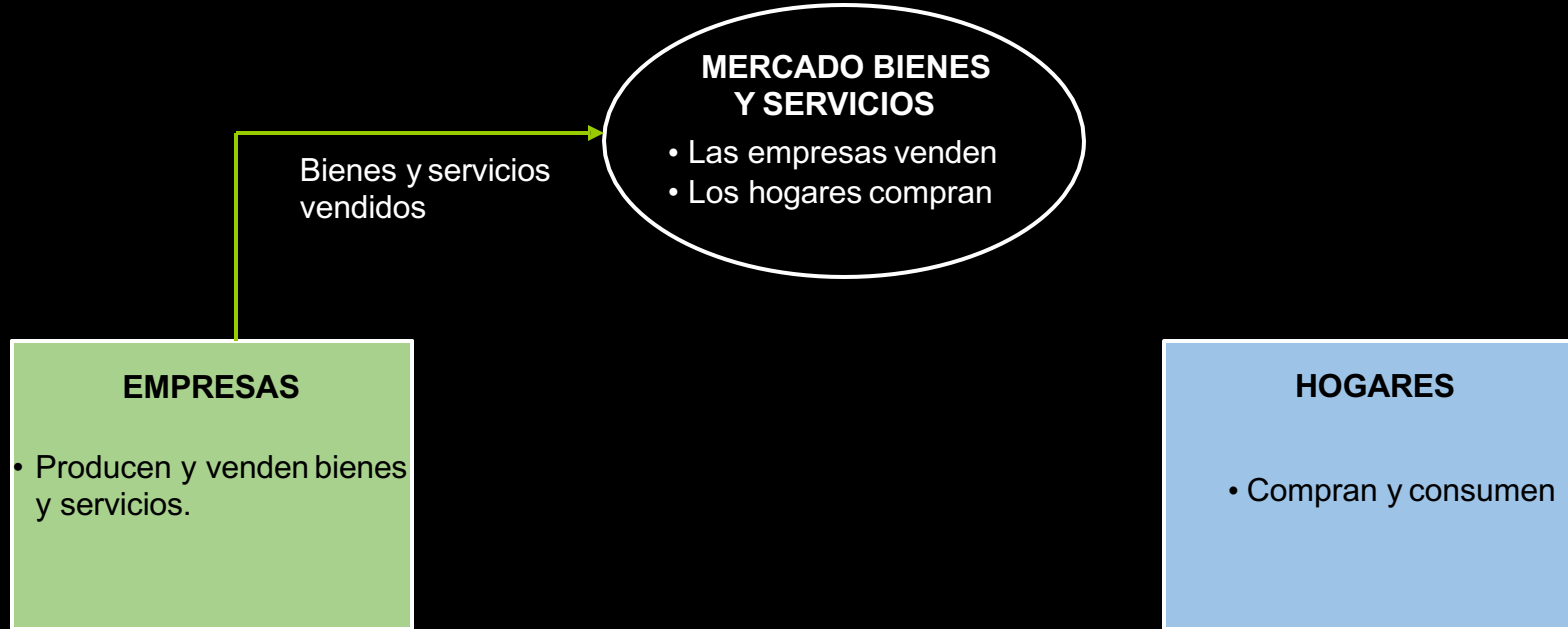 MERCADO BIENES
Y SERVICIOS
• Las empresas venden
• Los hogares compran
Bienes y servicios
vendidos
EMPRESAS
• Producen y venden bienes
y servicios.
HOGARES
• Compran y consumen